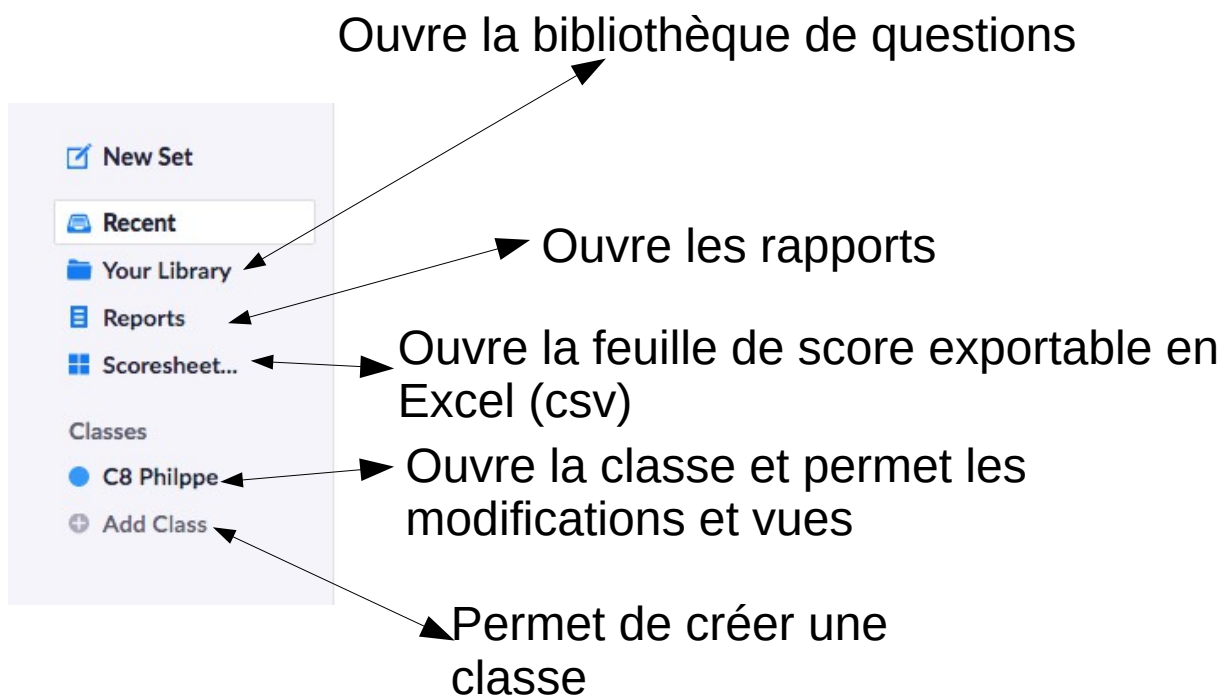 Ouvre la bibliothèque de questions
New Set
Recent
Your Library
Ouvre les rapports
Reports
Scoresheet...
Ouvre la feuille de score exportable en
Excel (csv)
Classes
C8 Philppe
Ouvre la classe et permet les
modifications et vues
Add Class
Permet de créer une
classe